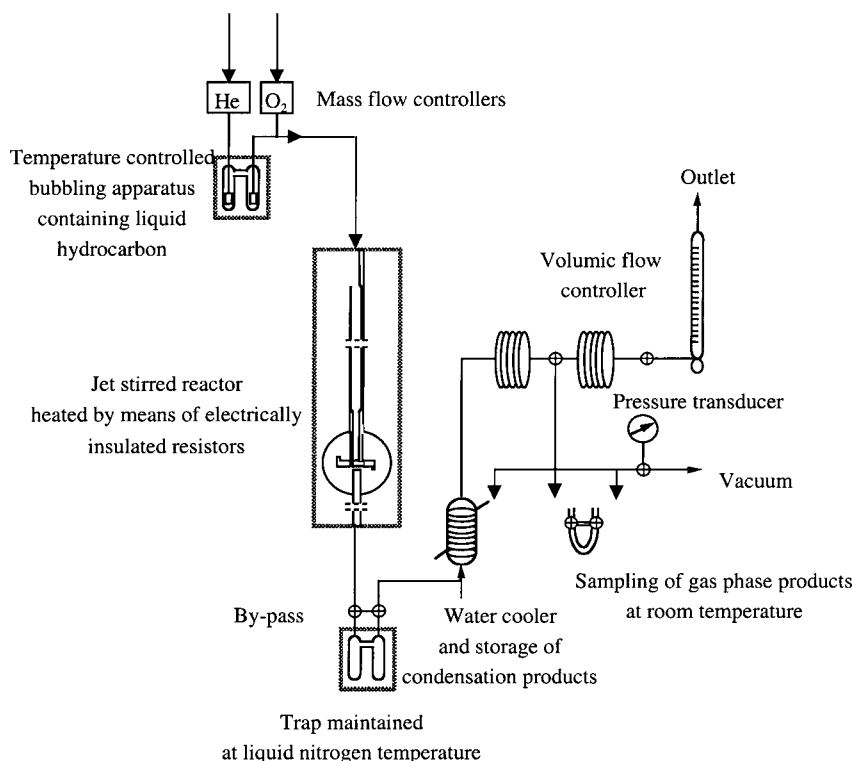 He
O2
Mass flow controllers
Temperature controlled
bubbling apparatus
containing liquid
hydrocarbon
Outlet
Volumic flow
controller
Jet stirred reactor
heated by means of electrically
insulated resistors
Pressure transducer
Vacuum
Sampling of gas phase products
at room temperature
By-pass
Water cooler
and storage of
condensation products
Trap maintained
at liquid nitrogen temperature